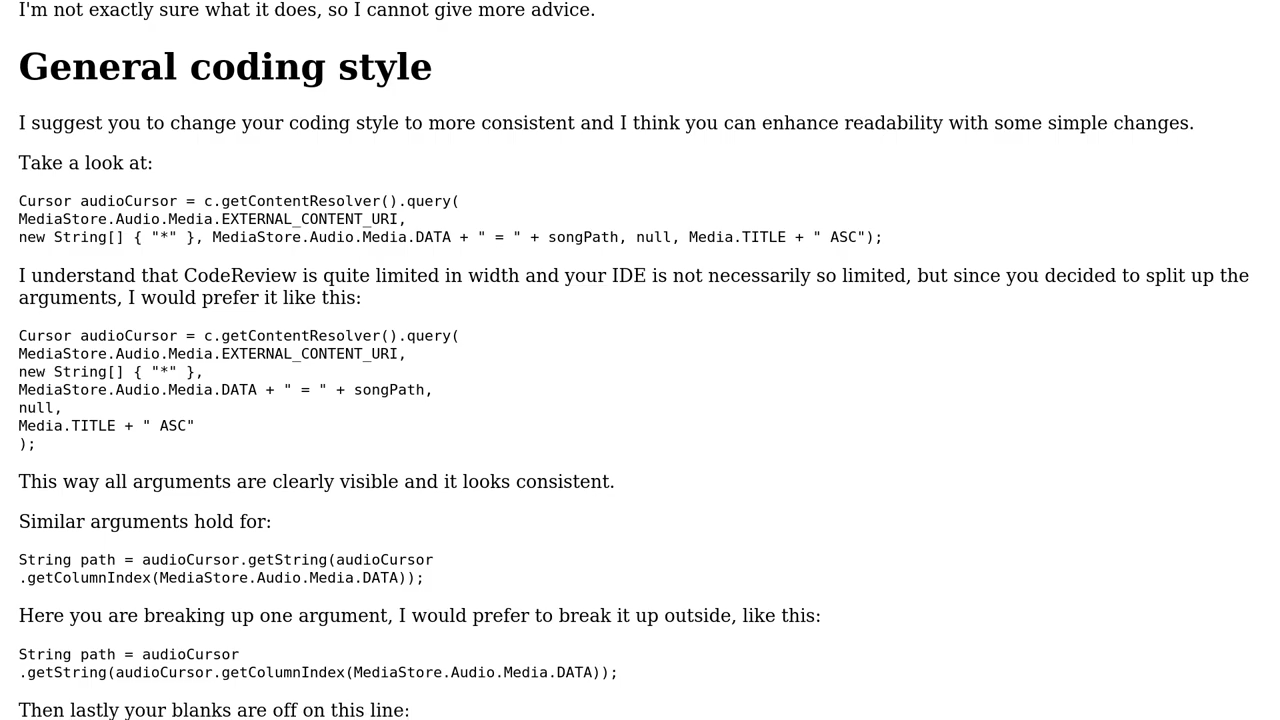 I'm not exactly sure what it does, so I cannot give more advice.
General coding style
I suggest you to change your coding style to more consistent and I think you can enhance readability with some simple changes.
Take a look at:
Cursor audioCursor = c.getContentResolver().query(
MediaStore.Audio.Media.EXTERNAL_CONTENT_URI,
new String[] { "*" }, MediaStore.Audio.Media.DATA + " = " + songPath, null, Media.TITLE + " ASC");
I understand that CodeReview is quite limited in width and your IDE is not necessarily so limited, but since you decided to split up the
arguments, I would prefer it like this:
Cursor audioCursor = c.getContentResolver().query(
MediaStore.Audio.Media.EXTERNAL_CONTENT_URI,
new String[] { "*" },
MediaStore.Audio.Media.DATA + " = " + songPath,
null,
Media.TITLE + " ASC"
);
This way all arguments are clearly visible and it looks consistent.
Similar arguments hold for:
String path = audioCursor.getString(audioCursor
.getColumnIndex(MediaStore.Audio.Media.DATA));
Here you are breaking up one argument, I would prefer to break it up outside, like this:
String path = audioCursor
.getString(audioCursor.getColumnIndex(MediaStore.Audio.Media.DATA));
Then lastly your blanks are off on this line: